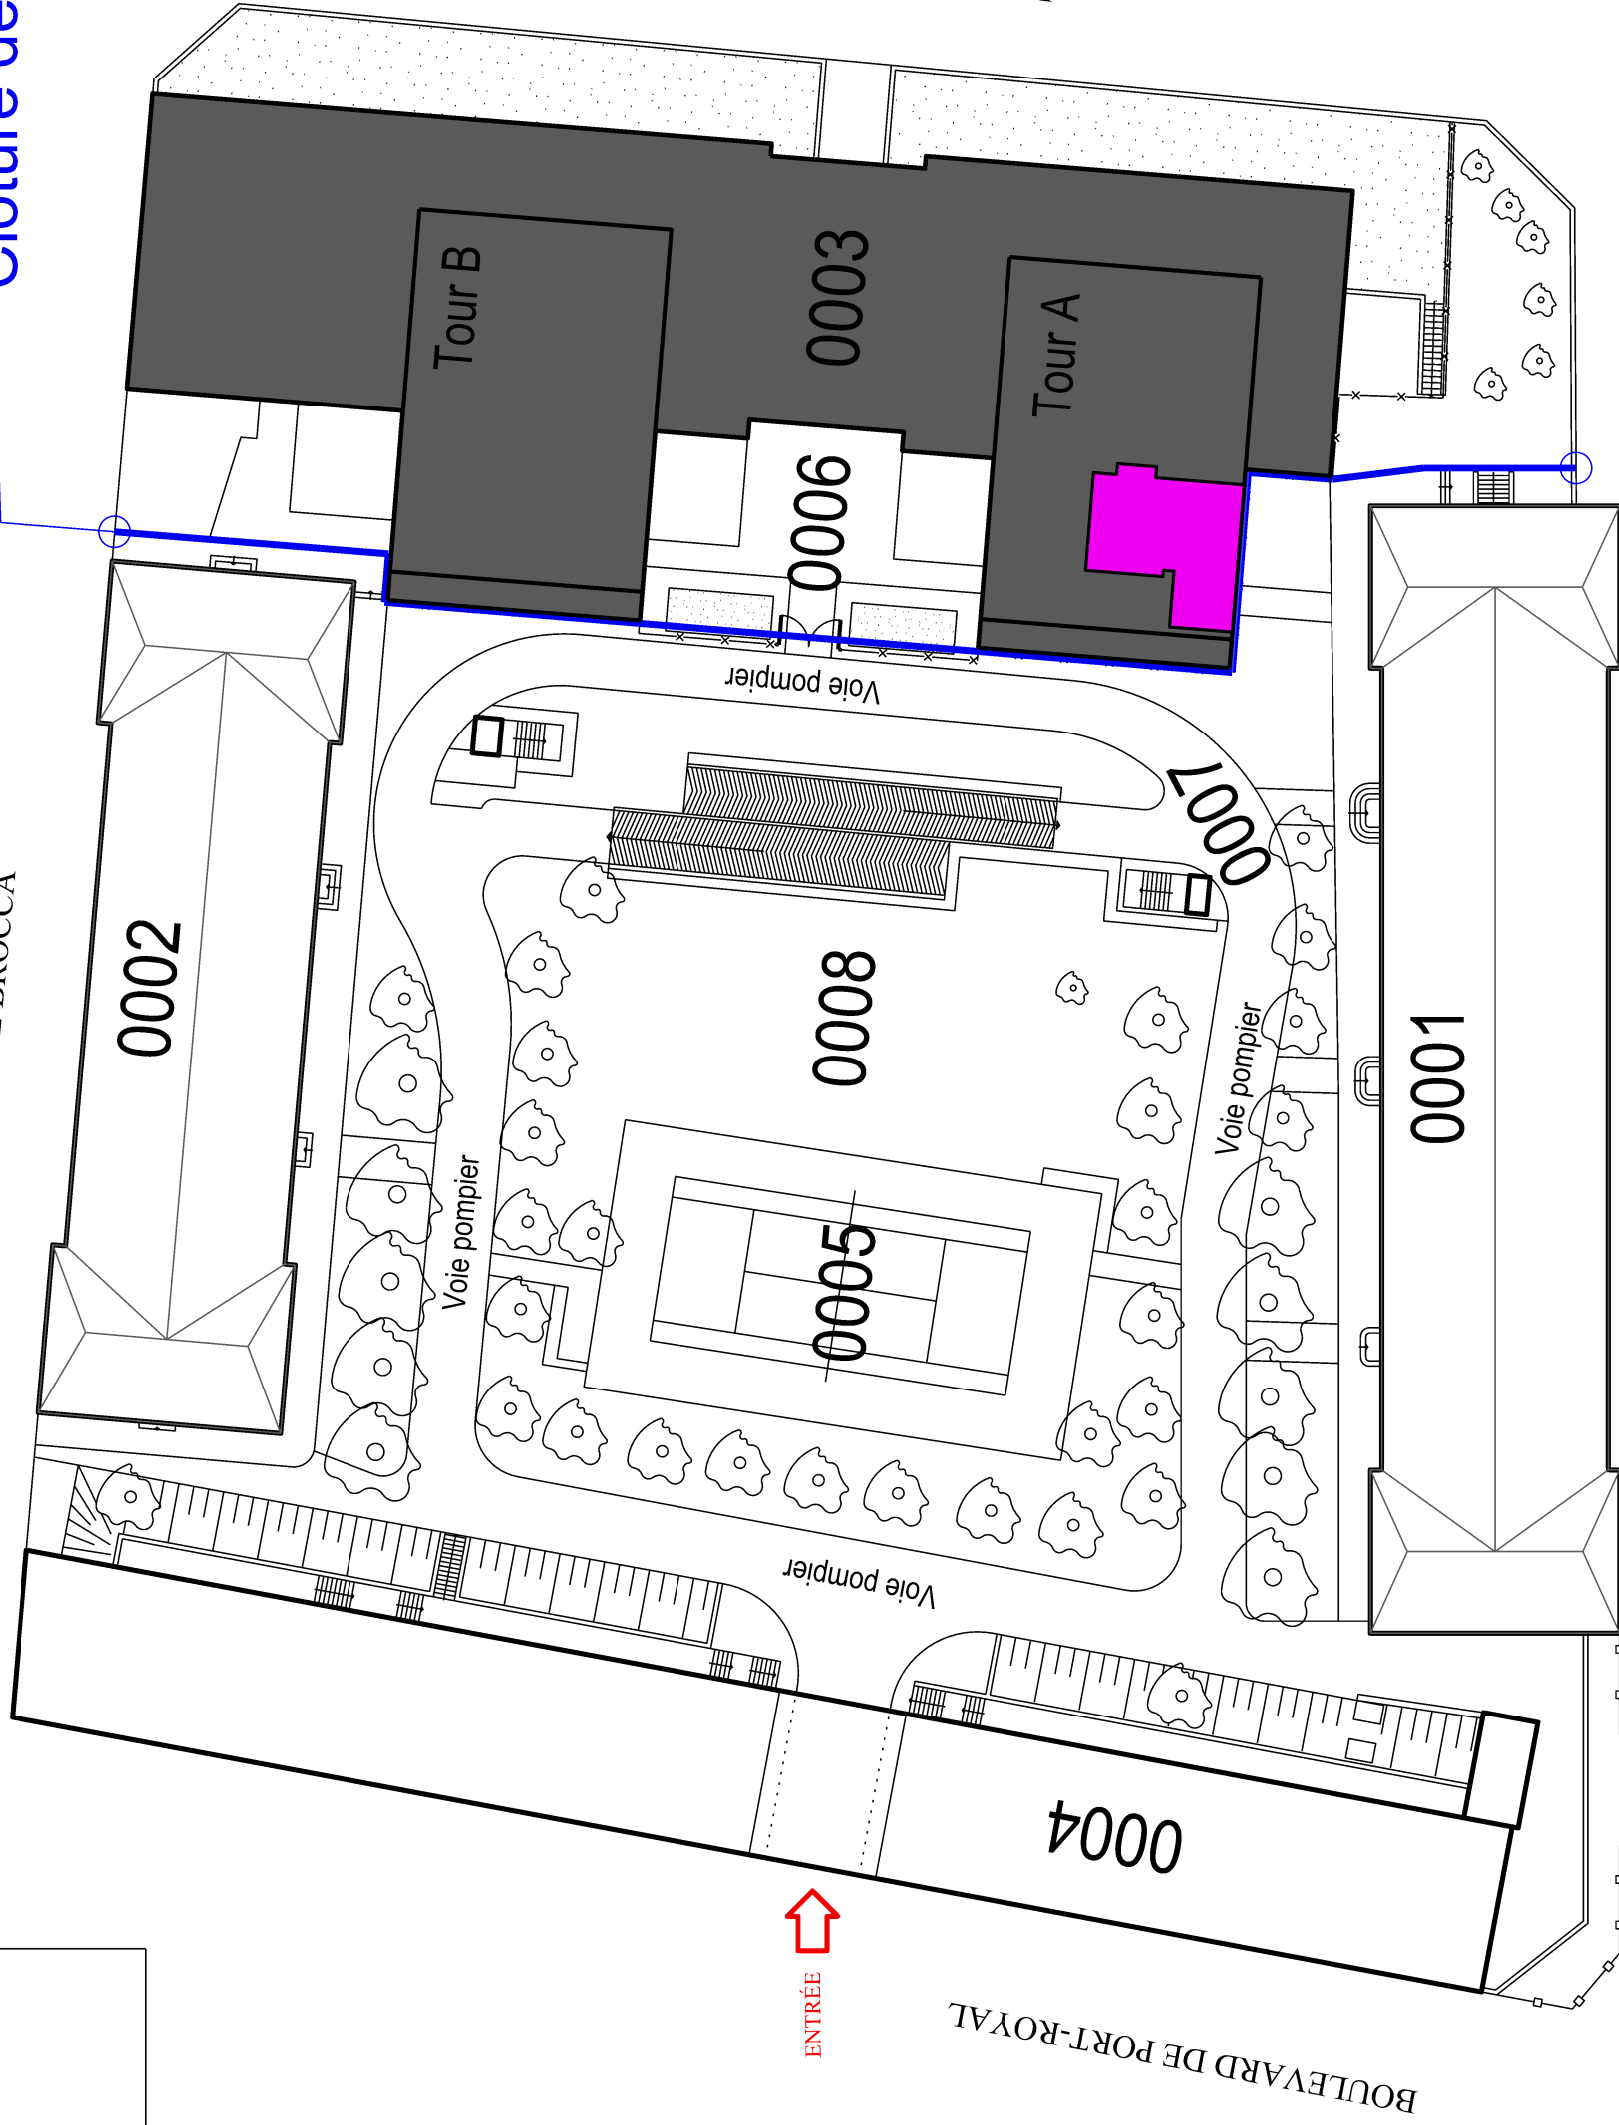 Clôture de
Tour B
0003
Tour A
0006
Voie pompier
0007
0002
BROCCA
0008
Voie pompier
0001
Voie pompier
0005
Voie pompier
0004
ENTRÉE
BOULEVARD DE PORT-ROYAL